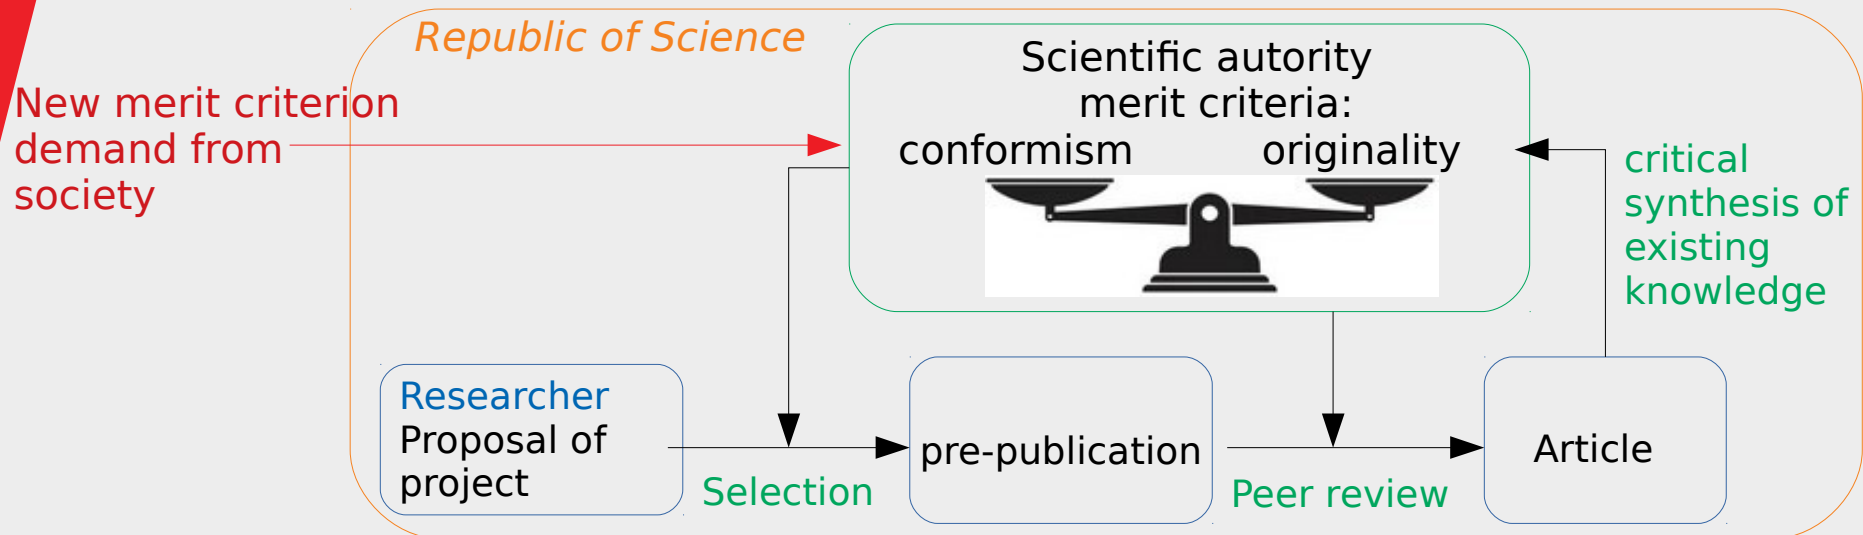 Republic of Science
New merit criterion
demand from
society
Scientific autority
merit criteria:
conformism originality
critical
synthesis of
existing
knowledge
Researcher
Proposal of
project
Selection
pre-publication
Peer review
Article